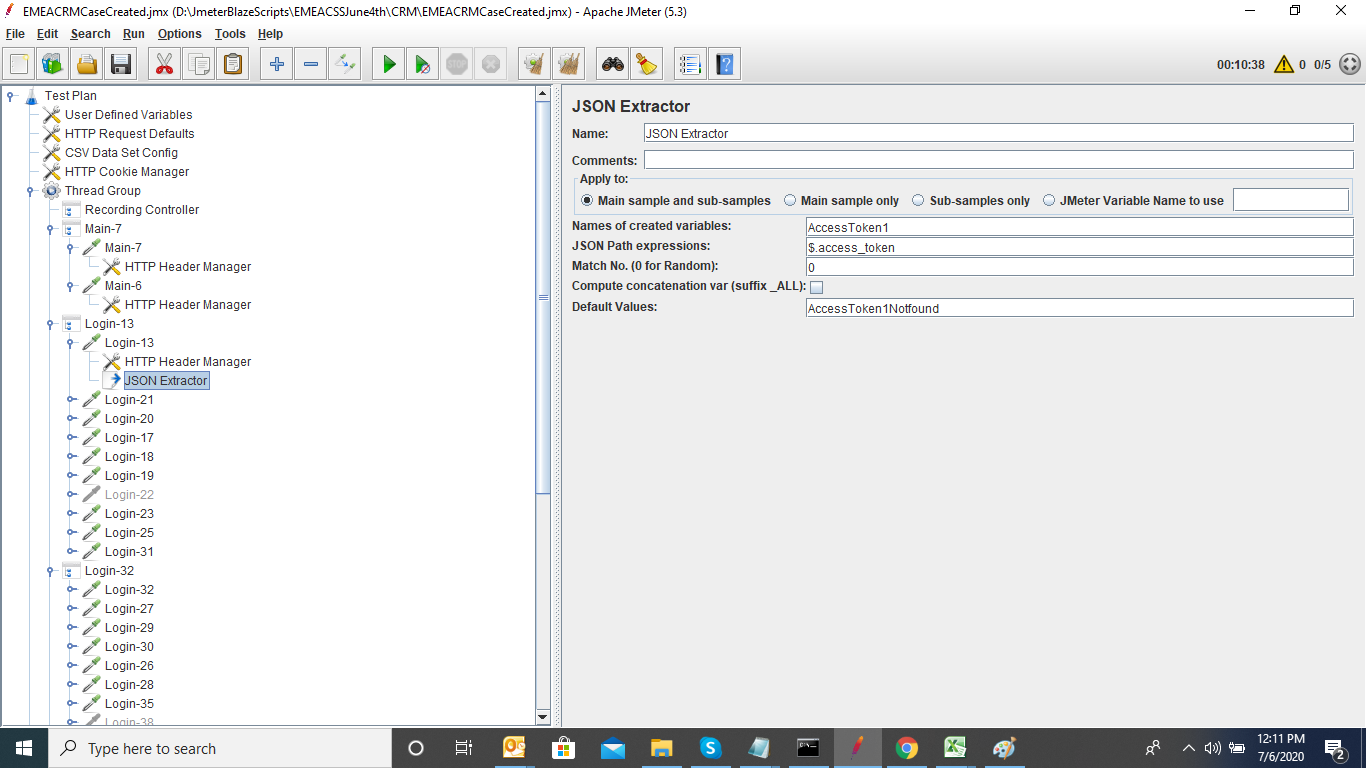 EMEACRMCaseCreated.jmx (D:\JmeterBlazeScripts\EMEACSSJune4th\CRM\EMEACRMCaseCreated.jmx) - Apache JMeter (5.3)
File Edit Search Run Options Tools Help
00:10:38 0 0/5
Test Plan
User Defined Variables
HTTP Request Defaults
CSV Data Set Config
HTTP Cookie Manager
Thread Group
Recording Controller
Main-7
Main-7
HTTP Header Manager
Main-6
HTTP Header Manager
Login-13
Login-13
HTTP Header Manager
JSON Extractor
Login-21
Login-20
Login-17
Login-18
Login-19
Login-22
Login-23
Login-25
Login-31
Login-32
Login-32
Login-27
Login-29
Login-30
Login-26
Login-28
Login-35
Login-38
JSON Extractor
Name: JSON Extractor
Comments:
Apply to:
Main sample and sub-samples Main sample only Sub-samples only JMeter Variable Name to use
Names of created variables: AccessToken1
JSON Path expressions: $.access_token
Match No. (0 for Random): 0
Compute concatenation var (suffix _ALL):
Default Values: AccessToken1Notfound
Type here to search
12:11 PM
7/6/2020
2